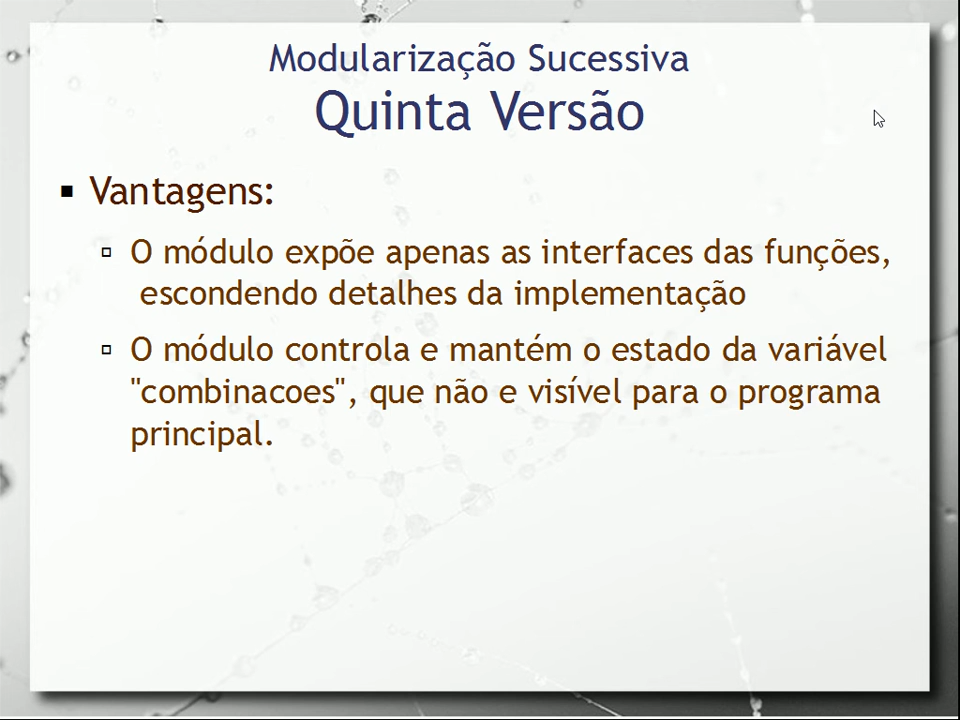 Modularização Sucessiva
Quinta Versão
Vantagens:
O módulo expõe apenas as interfaces das funções,
escondendo detalhes da implementação
O módulo controla e mantém o estado da variável
"combinacoes", que não e visível para o programa
principal.